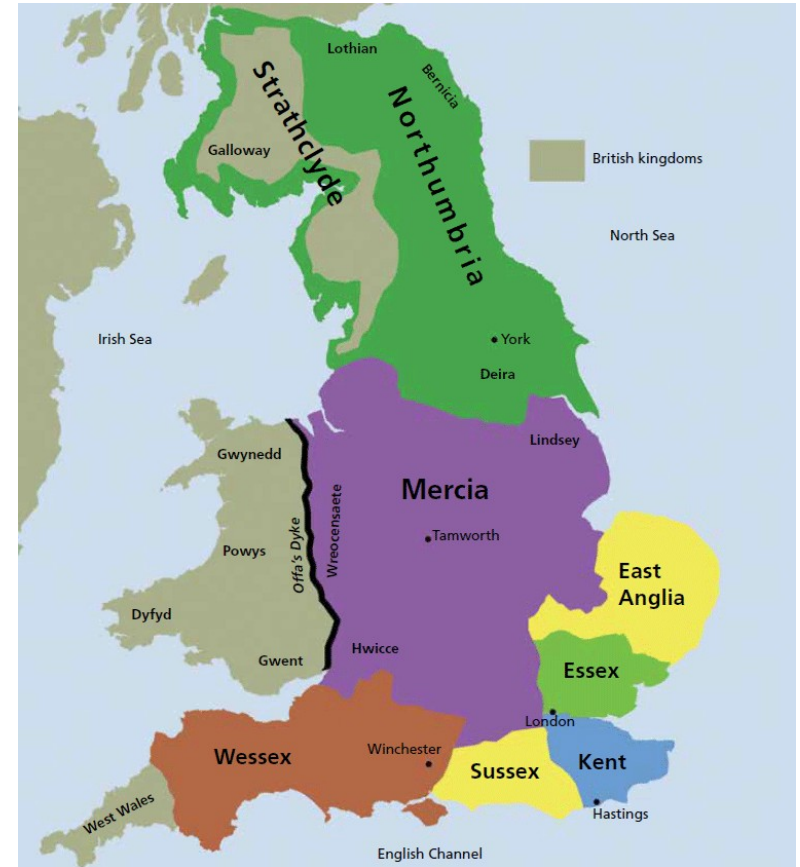 Lothian
Bernicia
Strathclyde
Northumbria
Galloway
British kingdoms
North Sea
Irish Sea
York
Deira
Lindsey
Gwynedd
Mercia
Offa's Dyke
Wreocensaete
Tamworth
Powys
East
Anglia
Dyfyd
Gwent
Hwicce
Essex
London
Wessex
Winchester
Sussex
Kent
West Wales
Hastings
English Channel